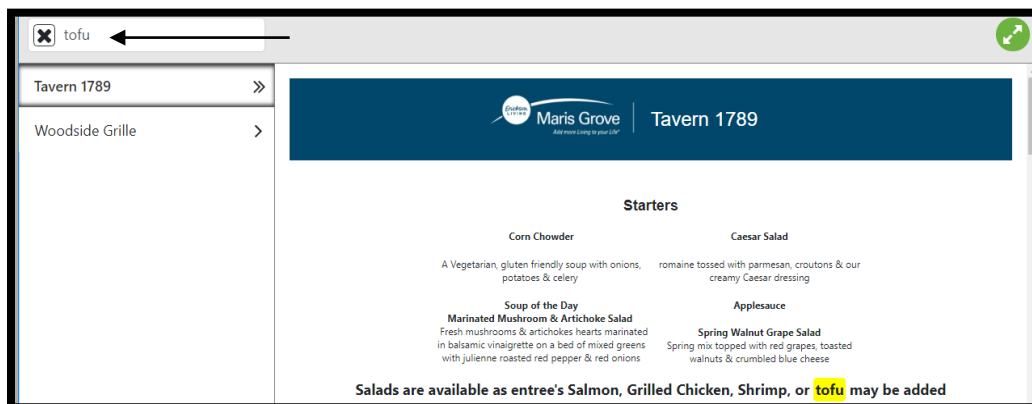 tofu
Tavern 1789
Woodside Grille
Erickson
LIVING
Maris Grove
Add more Living to your Life®
Tavern 1789
Starters
Corn Chowder
A Vegetarian, gluten friendly soup with onions,
potatoes & celery
Caesar Salad
romaine tossed with parmesan, croutons & our
creamy Caesar dressing
Soup of the Day
Marinated Mushroom & Artichoke Salad
Fresh mushrooms & artichokes hearts marinated
in balsamic vinaigrette on a bed of mixed greens
with julienne roasted red pepper & red onions
Applesauce
Spring Walnut Grape Salad
Spring mix topped with red grapes, toasted
walnuts & crumbled blue cheese
Salads are available as entree's Salmon, Grilled Chicken, Shrimp, or tofu may be added